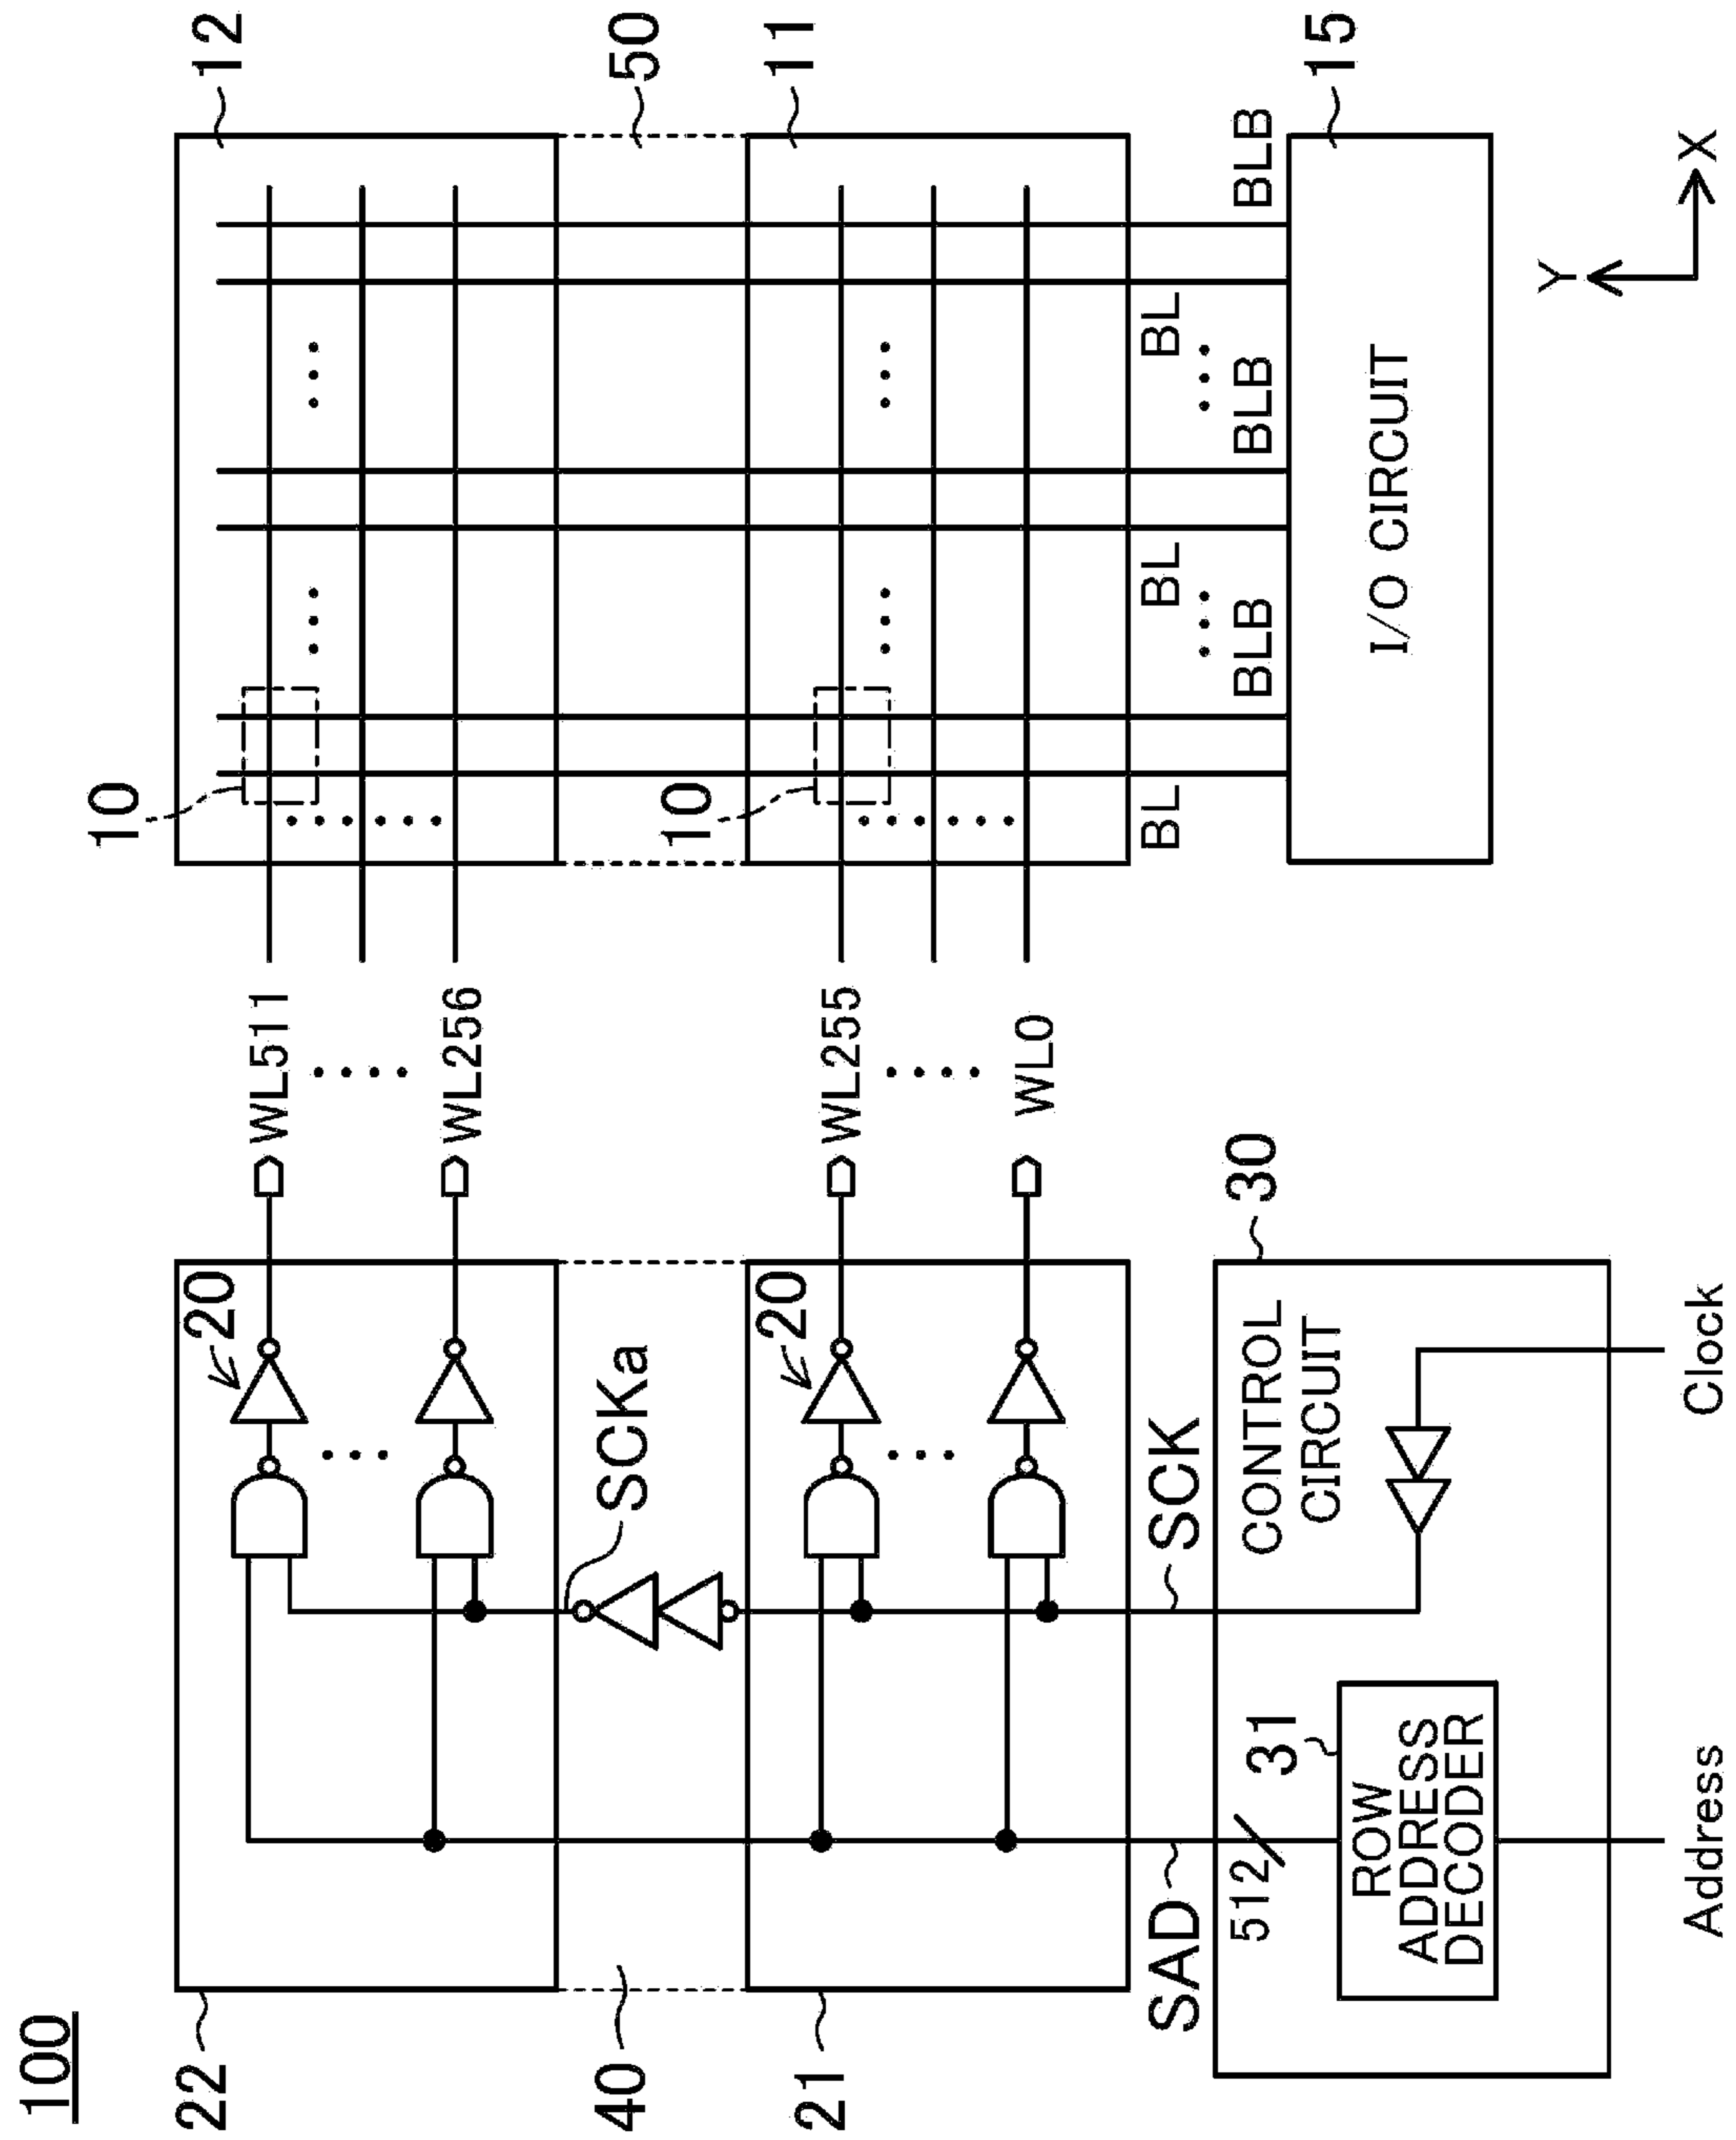 100
22
20
WL511
WL256
10
12
40
SCKa
50
21
20
WL255
WL0
10
11
SAD
SCK
BL
BL
BL
BLB
BLB
BLB
512
31
30
CONTROL
CIRCUIT
ROW
ADDRESS
DECODER
I/O CIRCUIT
15
Address
Clock
Y
X